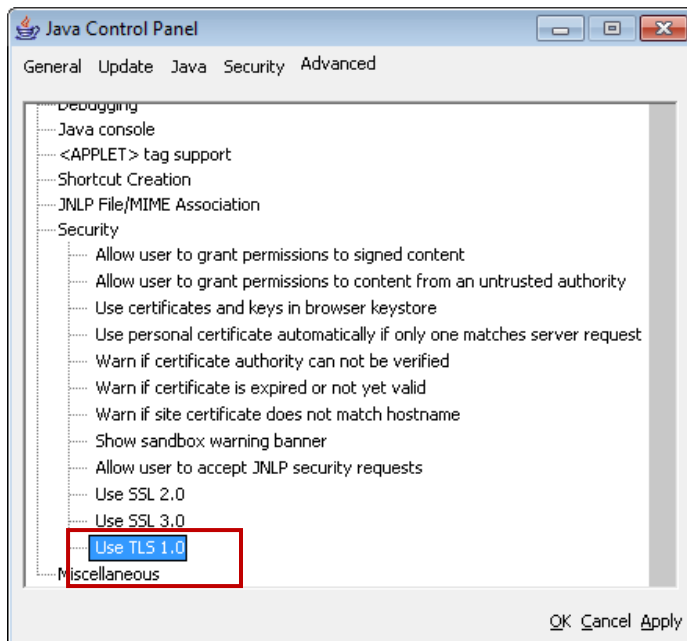 Java Control Panel
General Update Java Security Advanced
Debugging
Java console
<APPLET> tag support
Shortcut Creation
JNLP File/MIME Association
Security
Allow user to grant permissions to signed content
Allow user to grant permissions to content from an untrusted authority
Use certificates and keys in browser keystore
Use personal certificate automatically if only one matches server request
Warn if certificate authority can not be verified
Warn if certificate is expired or not yet valid
Warn if site certificate does not match hostname
Show sandbox warning banner
Allow user to accept JNLP security requests
Use SSL 2.0
Use SSL 3.0
Use TLS 1.0
Miscellaneous
OK Cancel Apply